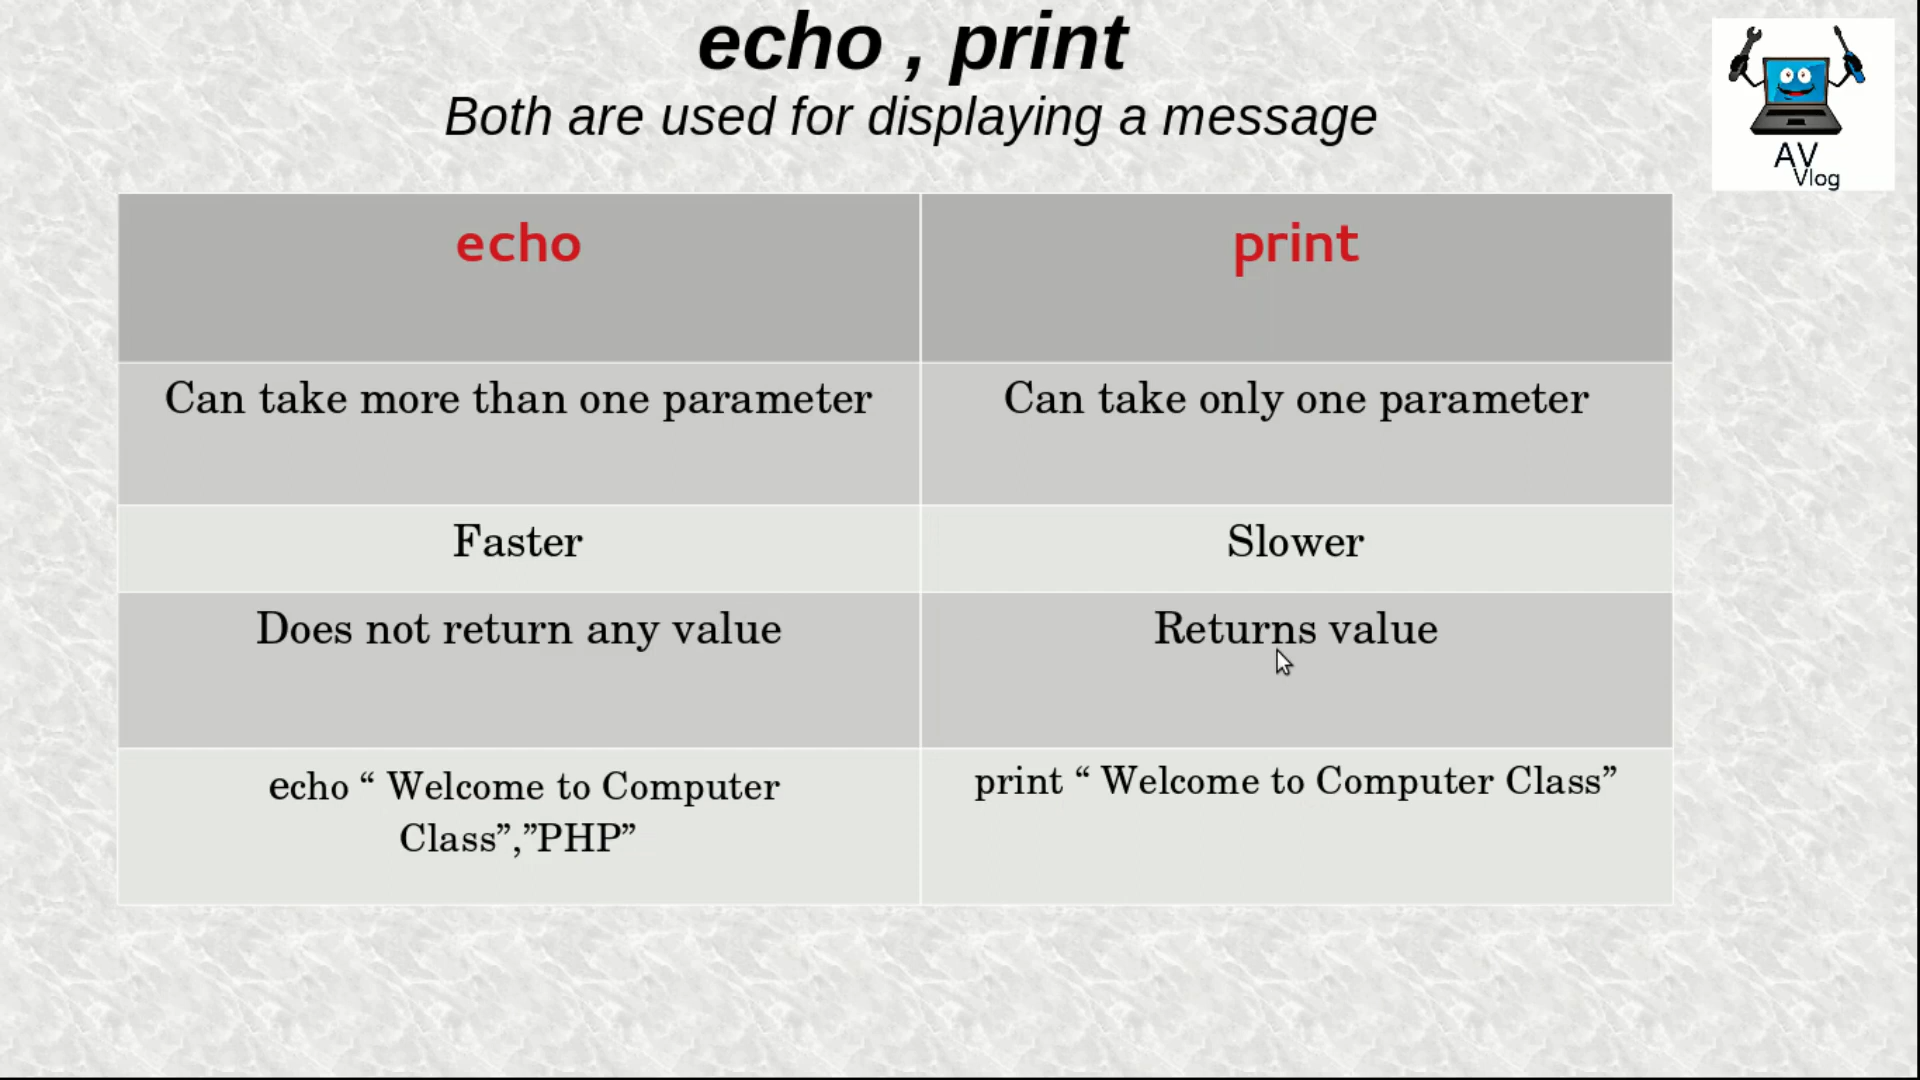 echo , print
Both are used for displaying a message
AV
Vlog
echo
print
Can take more than one parameter
Can take only one parameter
Faster
Slower
Does not return any value
Returns value
echo “ Welcome to Computer
Class”,”PHP”
print “ Welcome to Computer Class”